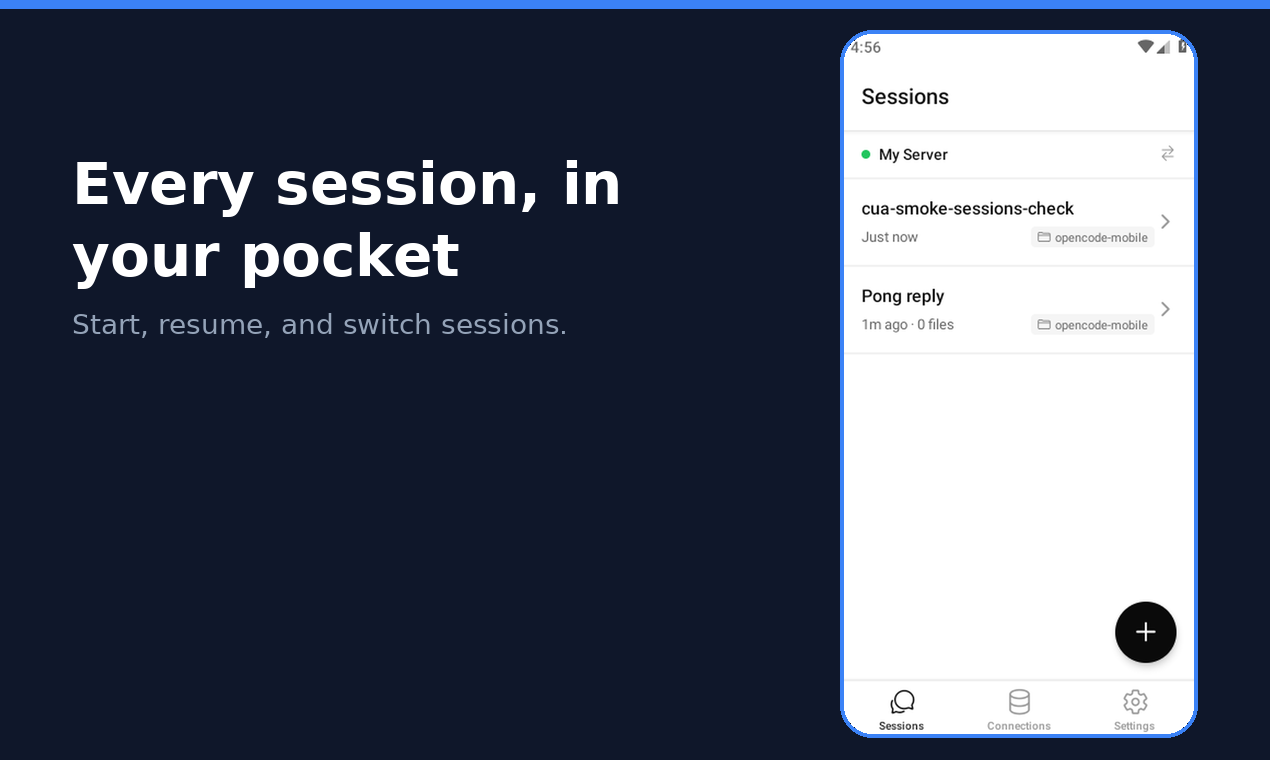 Every session, in
your pocket
Start, resume, and switch sessions.
4:56
Sessions
My Server
cua-smoke-sessions-check
Just now
opencode-mobile
Pong reply
1m ago · 0 files
opencode-mobile
Sessions
Connections
Settings